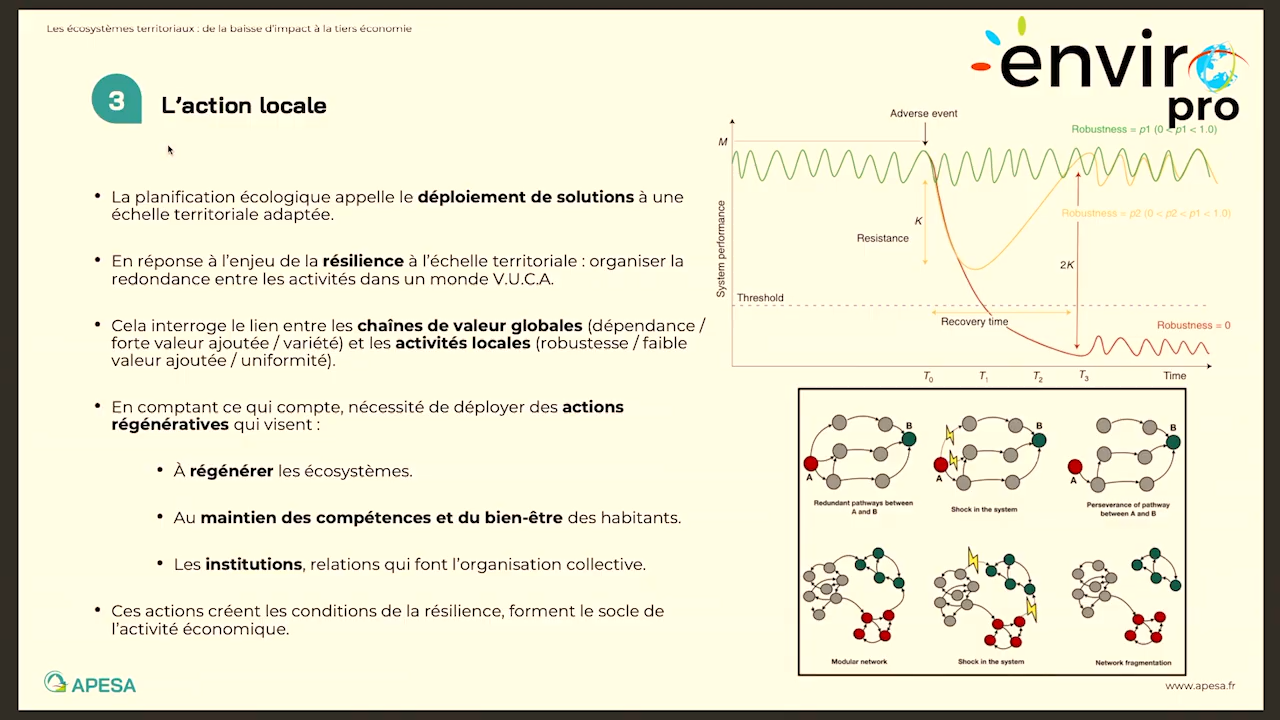 Les écosystèmes territoriaux : de la baisse d'impact à la tiers économie
envirO
pro
3
L'action locale
• La planification écologique appelle le déploiement de solutions à une
échelle territoriale adaptée.
• En réponse à l'enjeu de la résilience à l'échelle territoriale : organiser la
redondance entre les activités dans un monde V.U.C.A.
• Cela interroge le lien entre les chaînes de valeur globales (dépendance /
forte valeur ajoutée / variété) et les activités locales (robustesse / faible
valeur ajoutée / uniformité).
• En comptant ce qui compte, nécessité de déployer des actions
régénératives qui visent :
• À régénérer les écosystèmes.
• Au maintien des compétences et du bien-être des habitants.
• Les institutions, relations qui font l'organisation collective.
• Ces actions créent les conditions de la résilience, forment le socle de
l'activité économique.
Adverse event
Robustness = p1 (0 < p1 < 1.0)
M
System performance
Robustness = p2 (0 < p2 < p1 < 1.0)
K
Resistance
2K
Threshold
Recovery time
Robustness = 0
T0 T1 T2 T3 Time
B B B
A A A
Redundant pathways between
A and B
Shock in the system
Perseverance of pathway
between A and B
Modular network
Shock in the system
Network fragmentation
APESA
www.apesa.fr